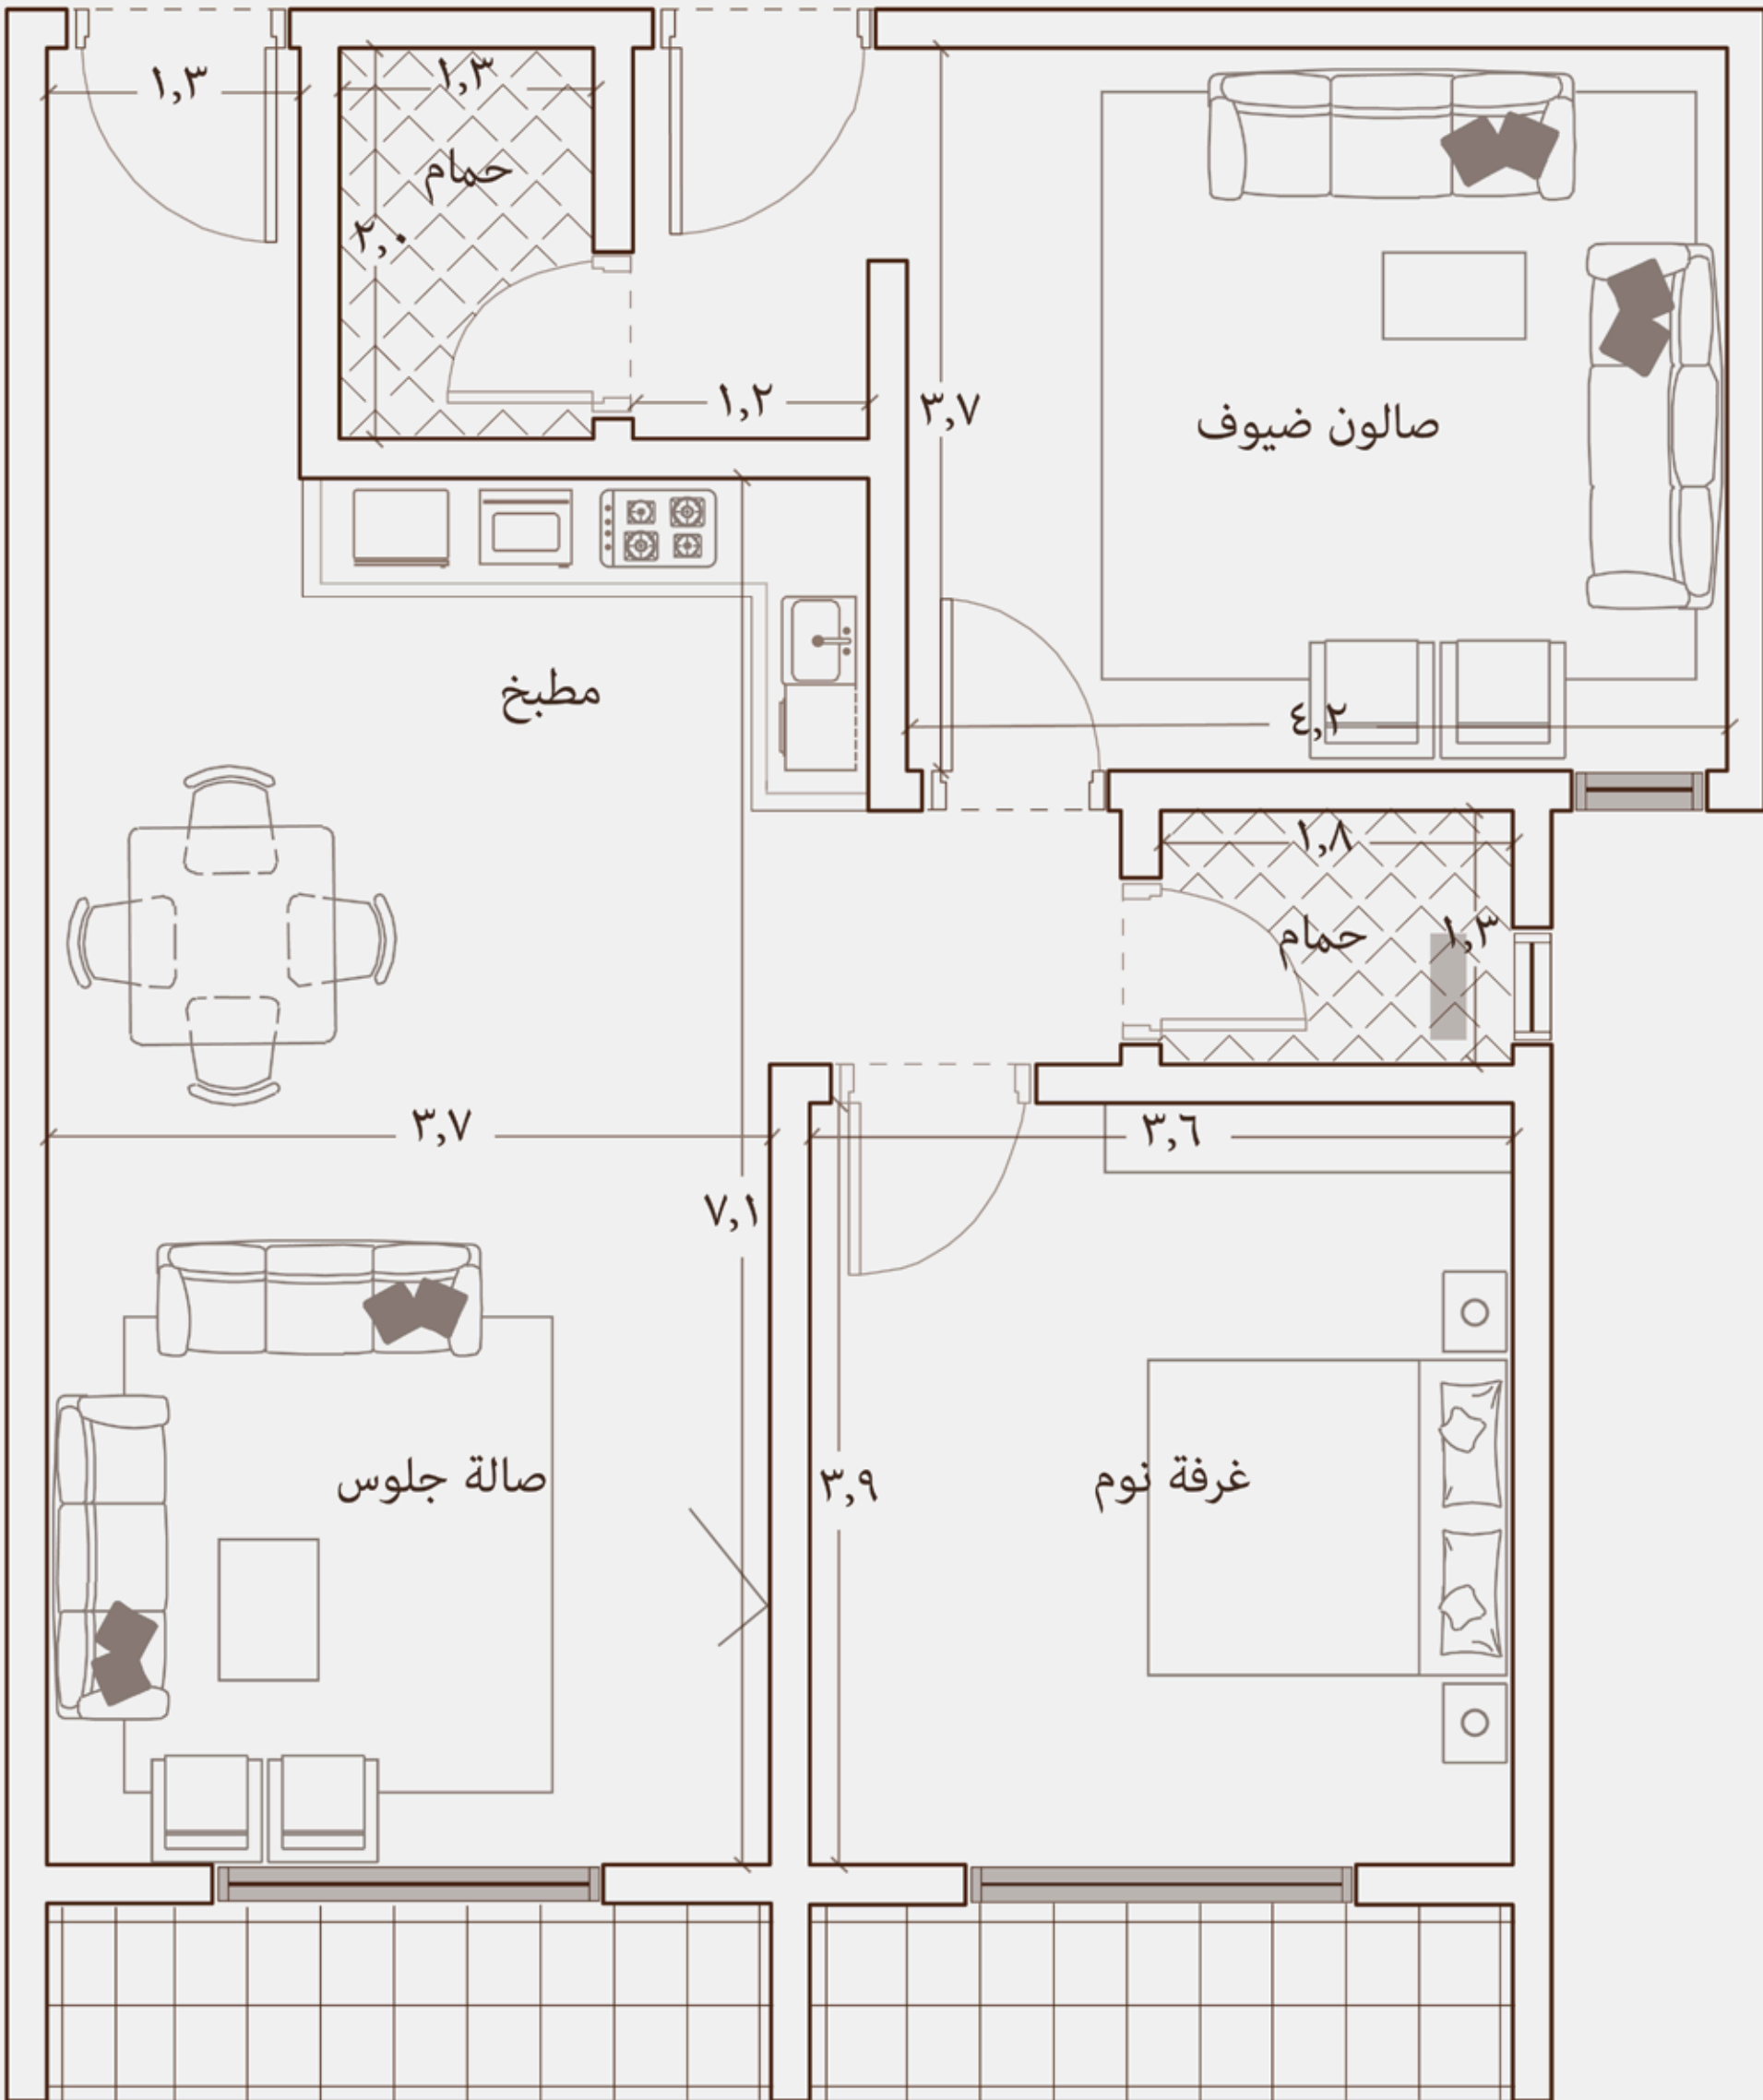 ١,٣
١,٣
حمام
٢,٠
١,٢
٣,٧
صالون ضيوف
مطبخ
٤,٢
١,٨
حمام
١,٣
٣,٧
٣,٦
٧,١
صالة جلوس
٣,٩
غرفة نوم